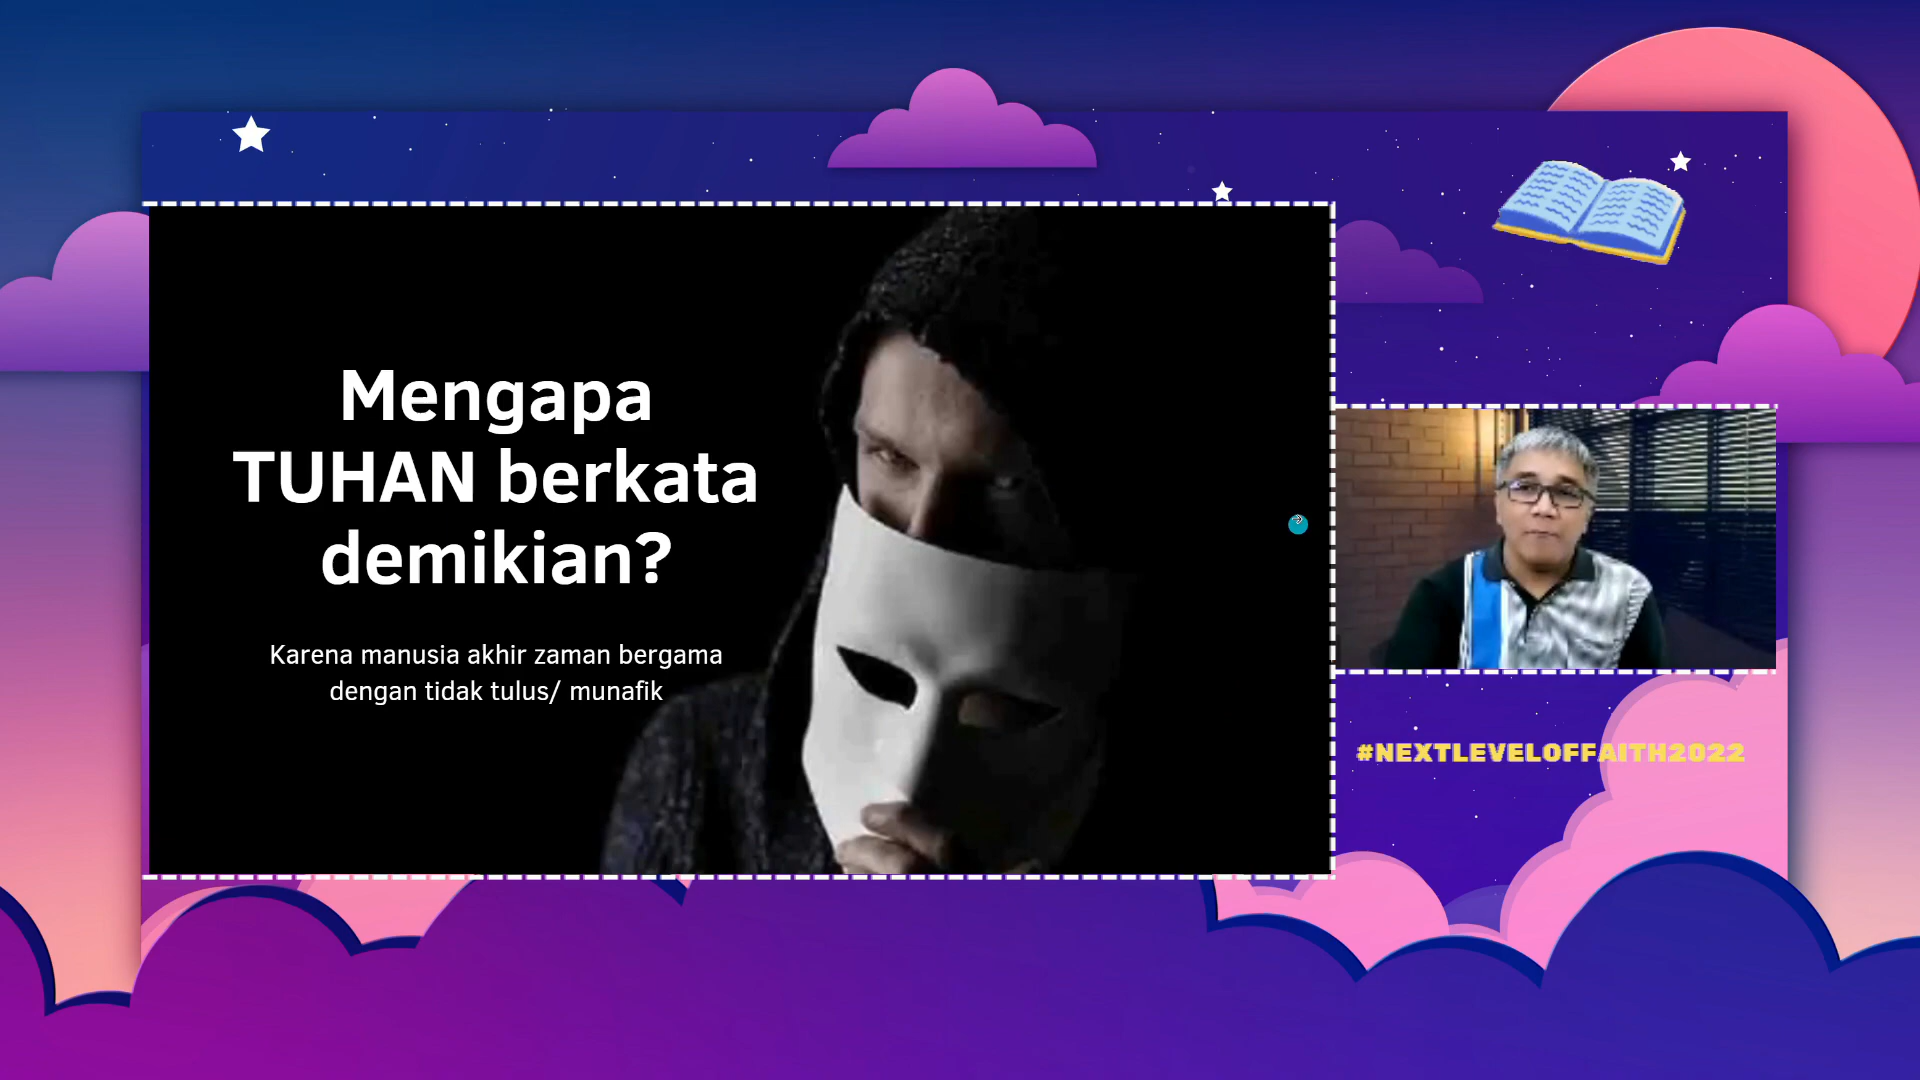 Mengapa
TUHAN berkata
demikian?
Karena manusia akhir zaman bergama
dengan tidak tulus/ munafik
#NEXTLEVELOFFAITH2022